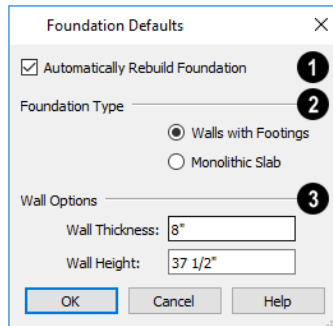 Foundation Defaults
Automatically Rebuild Foundation 1
Foundation Type 2
Walls with Footings
Monolithic Slab
Wall Options 3
Wall Thickness: 8"
Wall Height: 37 1/2"
OK Cancel Help